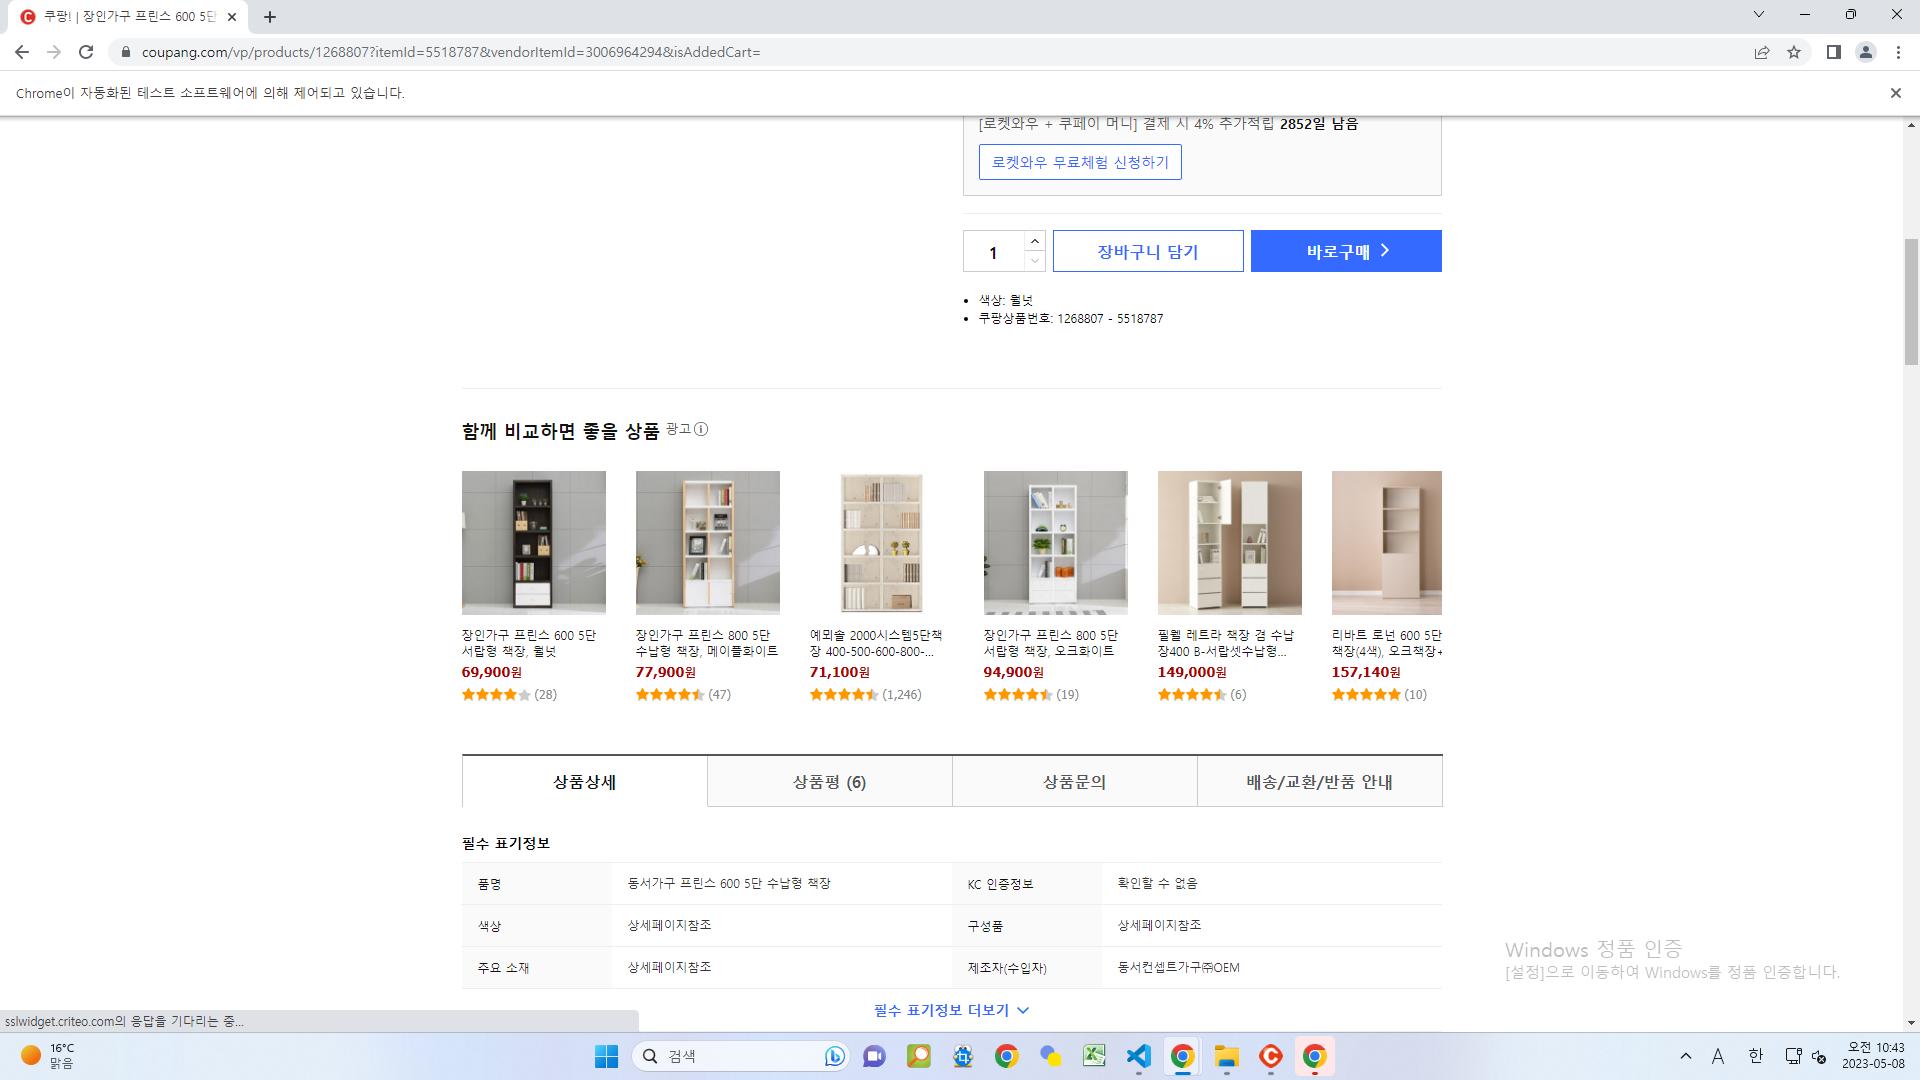 쿠팡! | 장인가구 프린스 600 5단
coupang.com/vp/products/1268807?itemId=5518787&vendorItemId=3006964294&isAddedCart=
Chrome이 자동화된 테스트 소프트웨어에 의해 제어되고 있습니다.
[로켓와우 + 쿠페이 머니] 결제 시 4% 추가적립 2852일 남음
로켓와우 무료체험 신청하기
1
장바구니 담기
바로구매
색상: 월넛
쿠팡상품번호: 1268807 - 5518787
함께 비교하면 좋을 상품 광고
장인가구 프린스 600 5단
서랍형 책장, 월넛
69,900원
(28)
장인가구 프린스 800 5단
수납형 책장, 메이플화이트
77,900원
(47)
예뫼솔 2000시스템5단책
장 400-500-600-800-...
71,100원
(1,246)
장인가구 프린스 800 5단
서랍형 책장, 오크화이트
94,900원
(19)
필웰 레트라 책장 겸 수납
장400 B-서랍셋수납형...
149,000원
(6)
리바트 로넌 600 5단
책장(4색), 오크책장+
157,140원
(10)
상품상세
상품평 (6)
상품문의
배송/교환/반품 안내
필수 표기정보
품명 동서가구 프린스 600 5단 수납형 책장 KC 인증정보 확인할 수 없음
색상 상세페이지참조 구성품 상세페이지참조
주요 소재 상세페이지참조 제조자(수입자) 동서컨셉트가구㈜OEM
필수 표기정보 더보기
Windows 정품 인증
[설정]으로 이동하여 Windows를 정품 인증합니다.
sslwidget.criteo.com의 응답을 기다리는 중...
16°C
맑음
검색
A 한
오전 10:43
2023-05-08